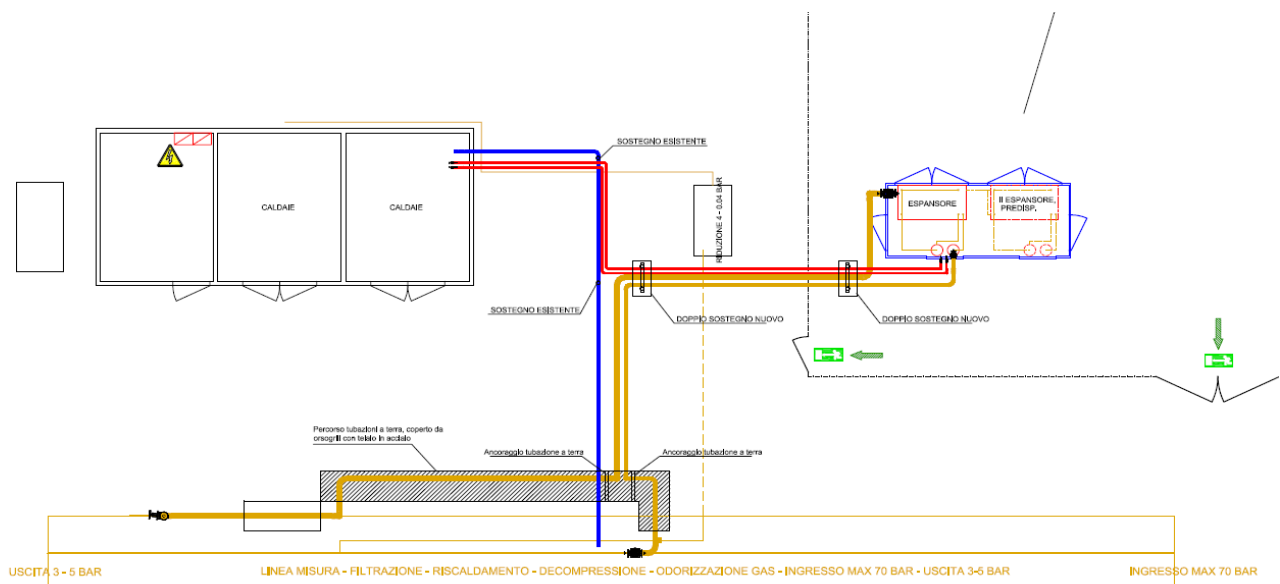 SOSTEGNO ESISTENTE
RIDUZIONE 4 - 0.04 BAR
ESPANSORE
II ESPANSORE,
PREDISP.
CALDAIE
CALDAIE
SOSTEGNO ESISTENTE
DOPPIO SOSTEGNO NUOVO
DOPPIO SOSTEGNO NUOVO
Percorso tubazioni a terra, coperto da
orsogrill con telaio in acciaio
Ancoraggio tubazione a terra
Ancoraggio tubazione a terra
USCITA 3 - 5 BAR
LINEA MISURA - FILTRAZIONE - RISCALDAMENTO - DECOMPRESSIONE - ODORIZZAZIONE GAS - INGRESSO MAX 70 BAR - USCITA 3-5 BAR
INGRESSO MAX 70 BAR